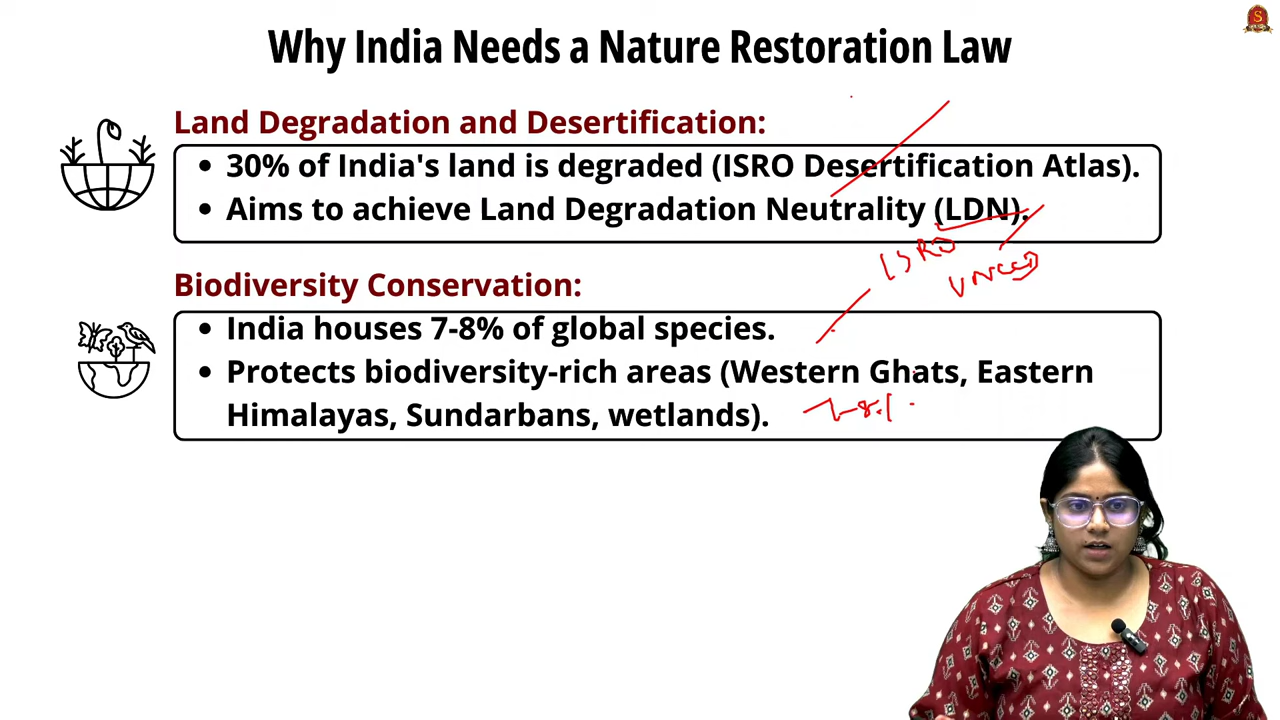 Why India Needs a Nature Restoration Law
Land Degradation and Desertification:
• 30% of India's land is degraded (ISRO Desertification Atlas).
• Aims to achieve Land Degradation Neutrality (LDN).
ISRO
Biodiversity Conservation:
• India houses 7-8% of global species.
• Protects biodiversity-rich areas (Western Ghats, Eastern
Himalayas, Sundarbans, wetlands).
7-8%